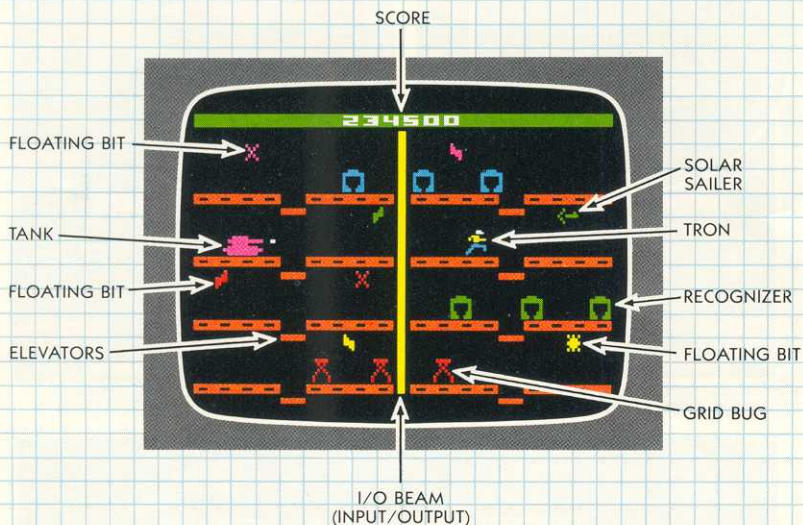 SCORE
234500
FLOATING BIT
SOLAR
SAILER
TANK
TRON
FLOATING BIT
RECOGNIZER
ELEVATORS
FLOATING BIT
GRID BUG
I/O BEAM
(INPUT/OUTPUT)